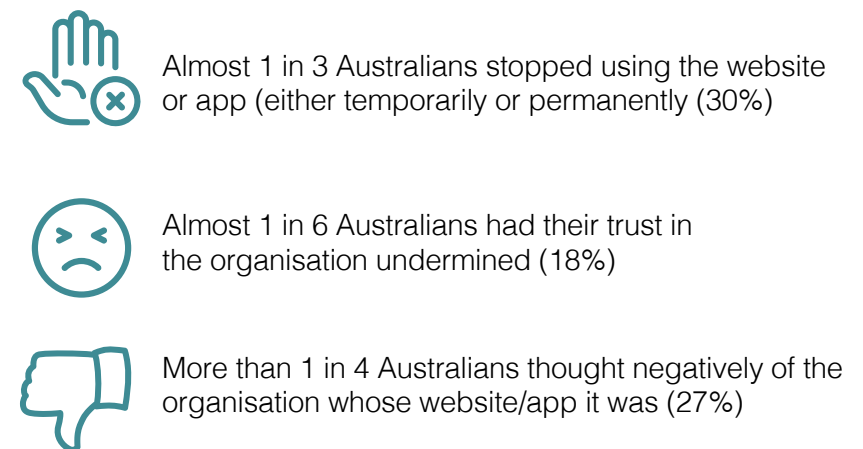 Almost 1 in 3 Australians stopped using the website
or app (either temporarily or permanently (30%)
Almost 1 in 6 Australians had their trust in
the organisation undermined (18%)
More than 1 in 4 Australians thought negatively of the
organisation whose website/app it was (27%)